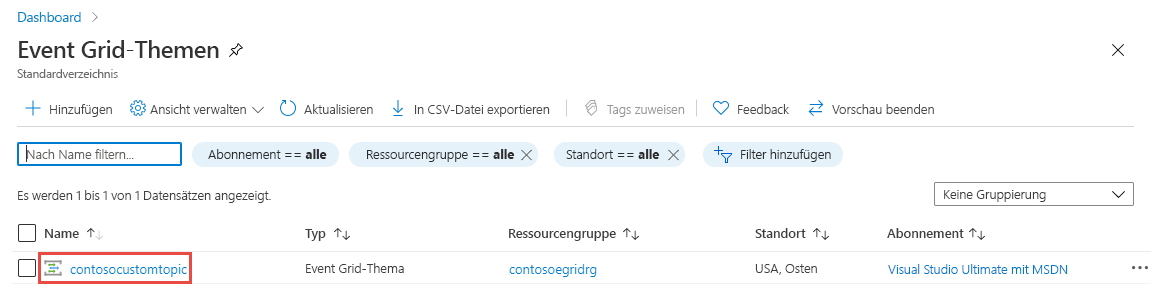 Dashboard
Event Grid-Themen
Standardverzeichnis
Hinzufügen Ansicht verwalten Aktualisieren In CSV-Datei exportieren Tags zuweisen Feedback Vorschau beenden
Nach Name filtern... Abonnement == alle Ressourcengruppe == alle Standort == alle Filter hinzufügen
Es werden 1 bis 1 von 1 Datensätzen angezeigt. Keine Gruppierung
Name Typ Ressourcengruppe Standort Abonnement
contosocustomtopic Event Grid-Thema contosoegridrg USA, Osten Visual Studio Ultimate mit MSDN